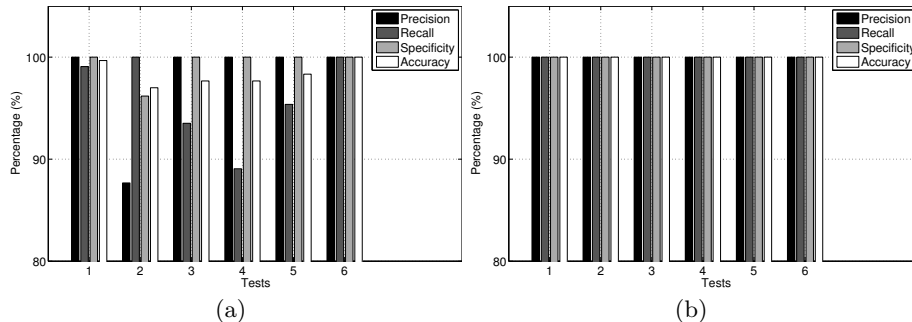 Precision
Recall
Specificity
Accuracy
100
90
80
Percentage (%)
1 2 3 4 5 6
Tests
(a)
Precision
Recall
Specificity
Accuracy
100
90
80
Percentage (%)
1 2 3 4 5 6
Tests
(b)